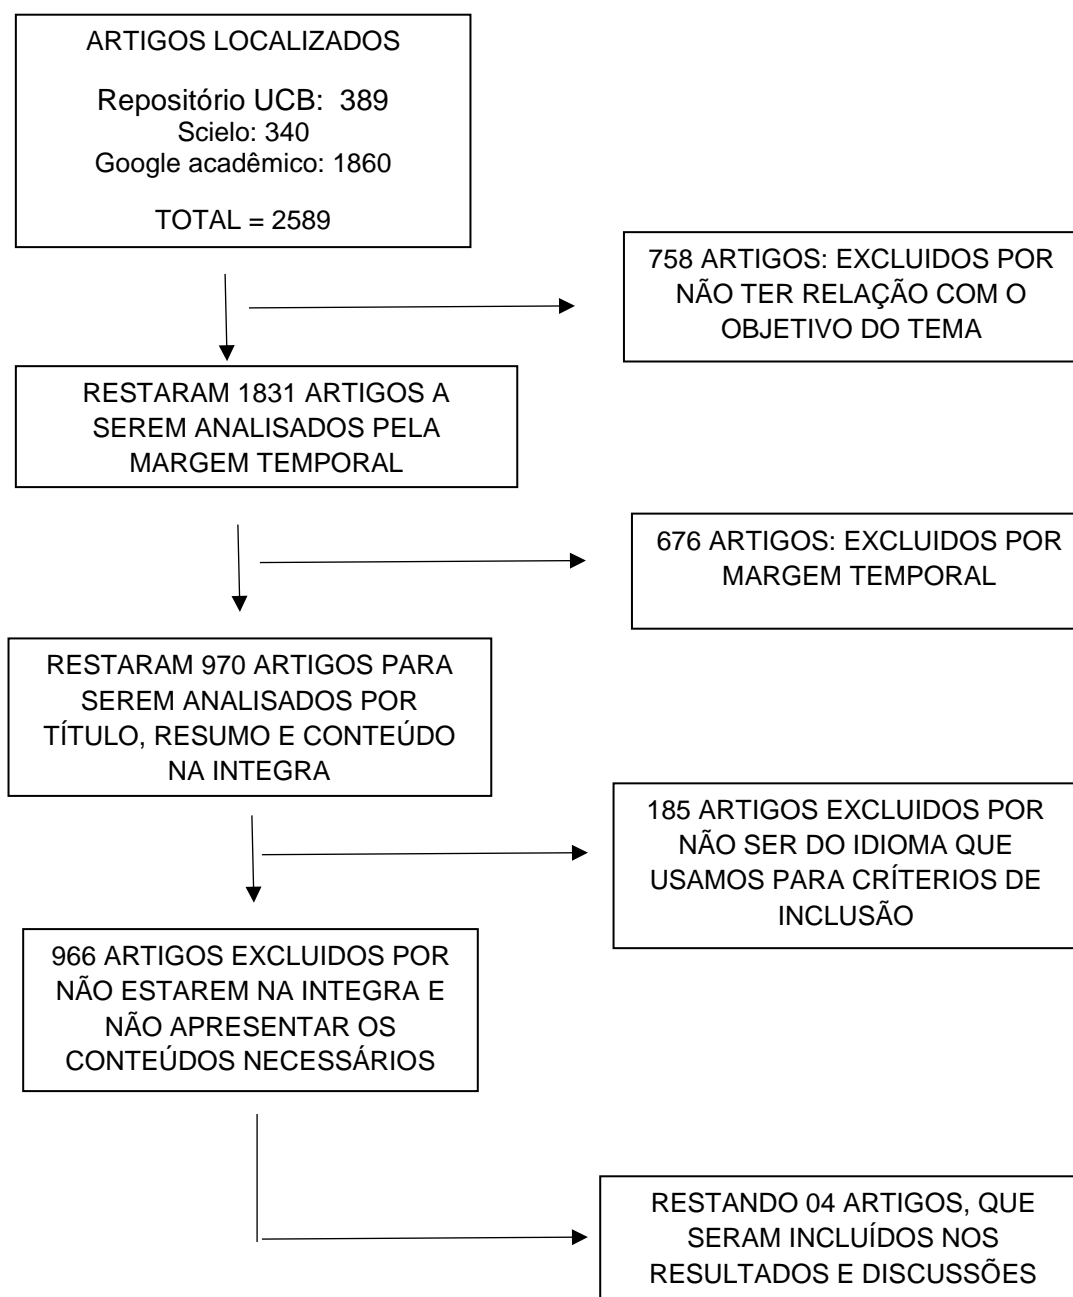 ARTIGOS LOCALIZADOS
Repositório UCB: 389
Scielo: 340
Google acadêmico: 1860
TOTAL = 2589
758 ARTIGOS: EXCLUIDOS POR
NÃO TER RELAÇÃO COM O
OBJETIVO DO TEMA
RESTARAM 1831 ARTIGOS A
SEREM ANALISADOS PELA
MARGEM TEMPORAL
676 ARTIGOS: EXCLUIDOS POR
MARGEM TEMPORAL
RESTARAM 970 ARTIGOS PARA
SEREM ANALISADOS POR
TÍTULO, RESUMO E CONTEÚDO
NA INTEGRA
185 ARTIGOS EXCLUIDOS POR
NÃO SER DO IDIOMA QUE
USAMOS PARA CRÍTERIOS DE
INCLUSÃO
966 ARTIGOS EXCLUIDOS POR
NÃO ESTAREM NA INTEGRA E
NÃO APRESENTAR OS
CONTEÚDOS NECESSÁRIOS
RESTANDO 04 ARTIGOS, QUE
SERAM INCLUÍDOS NOS
RESULTADOS E DISCUSSÕES